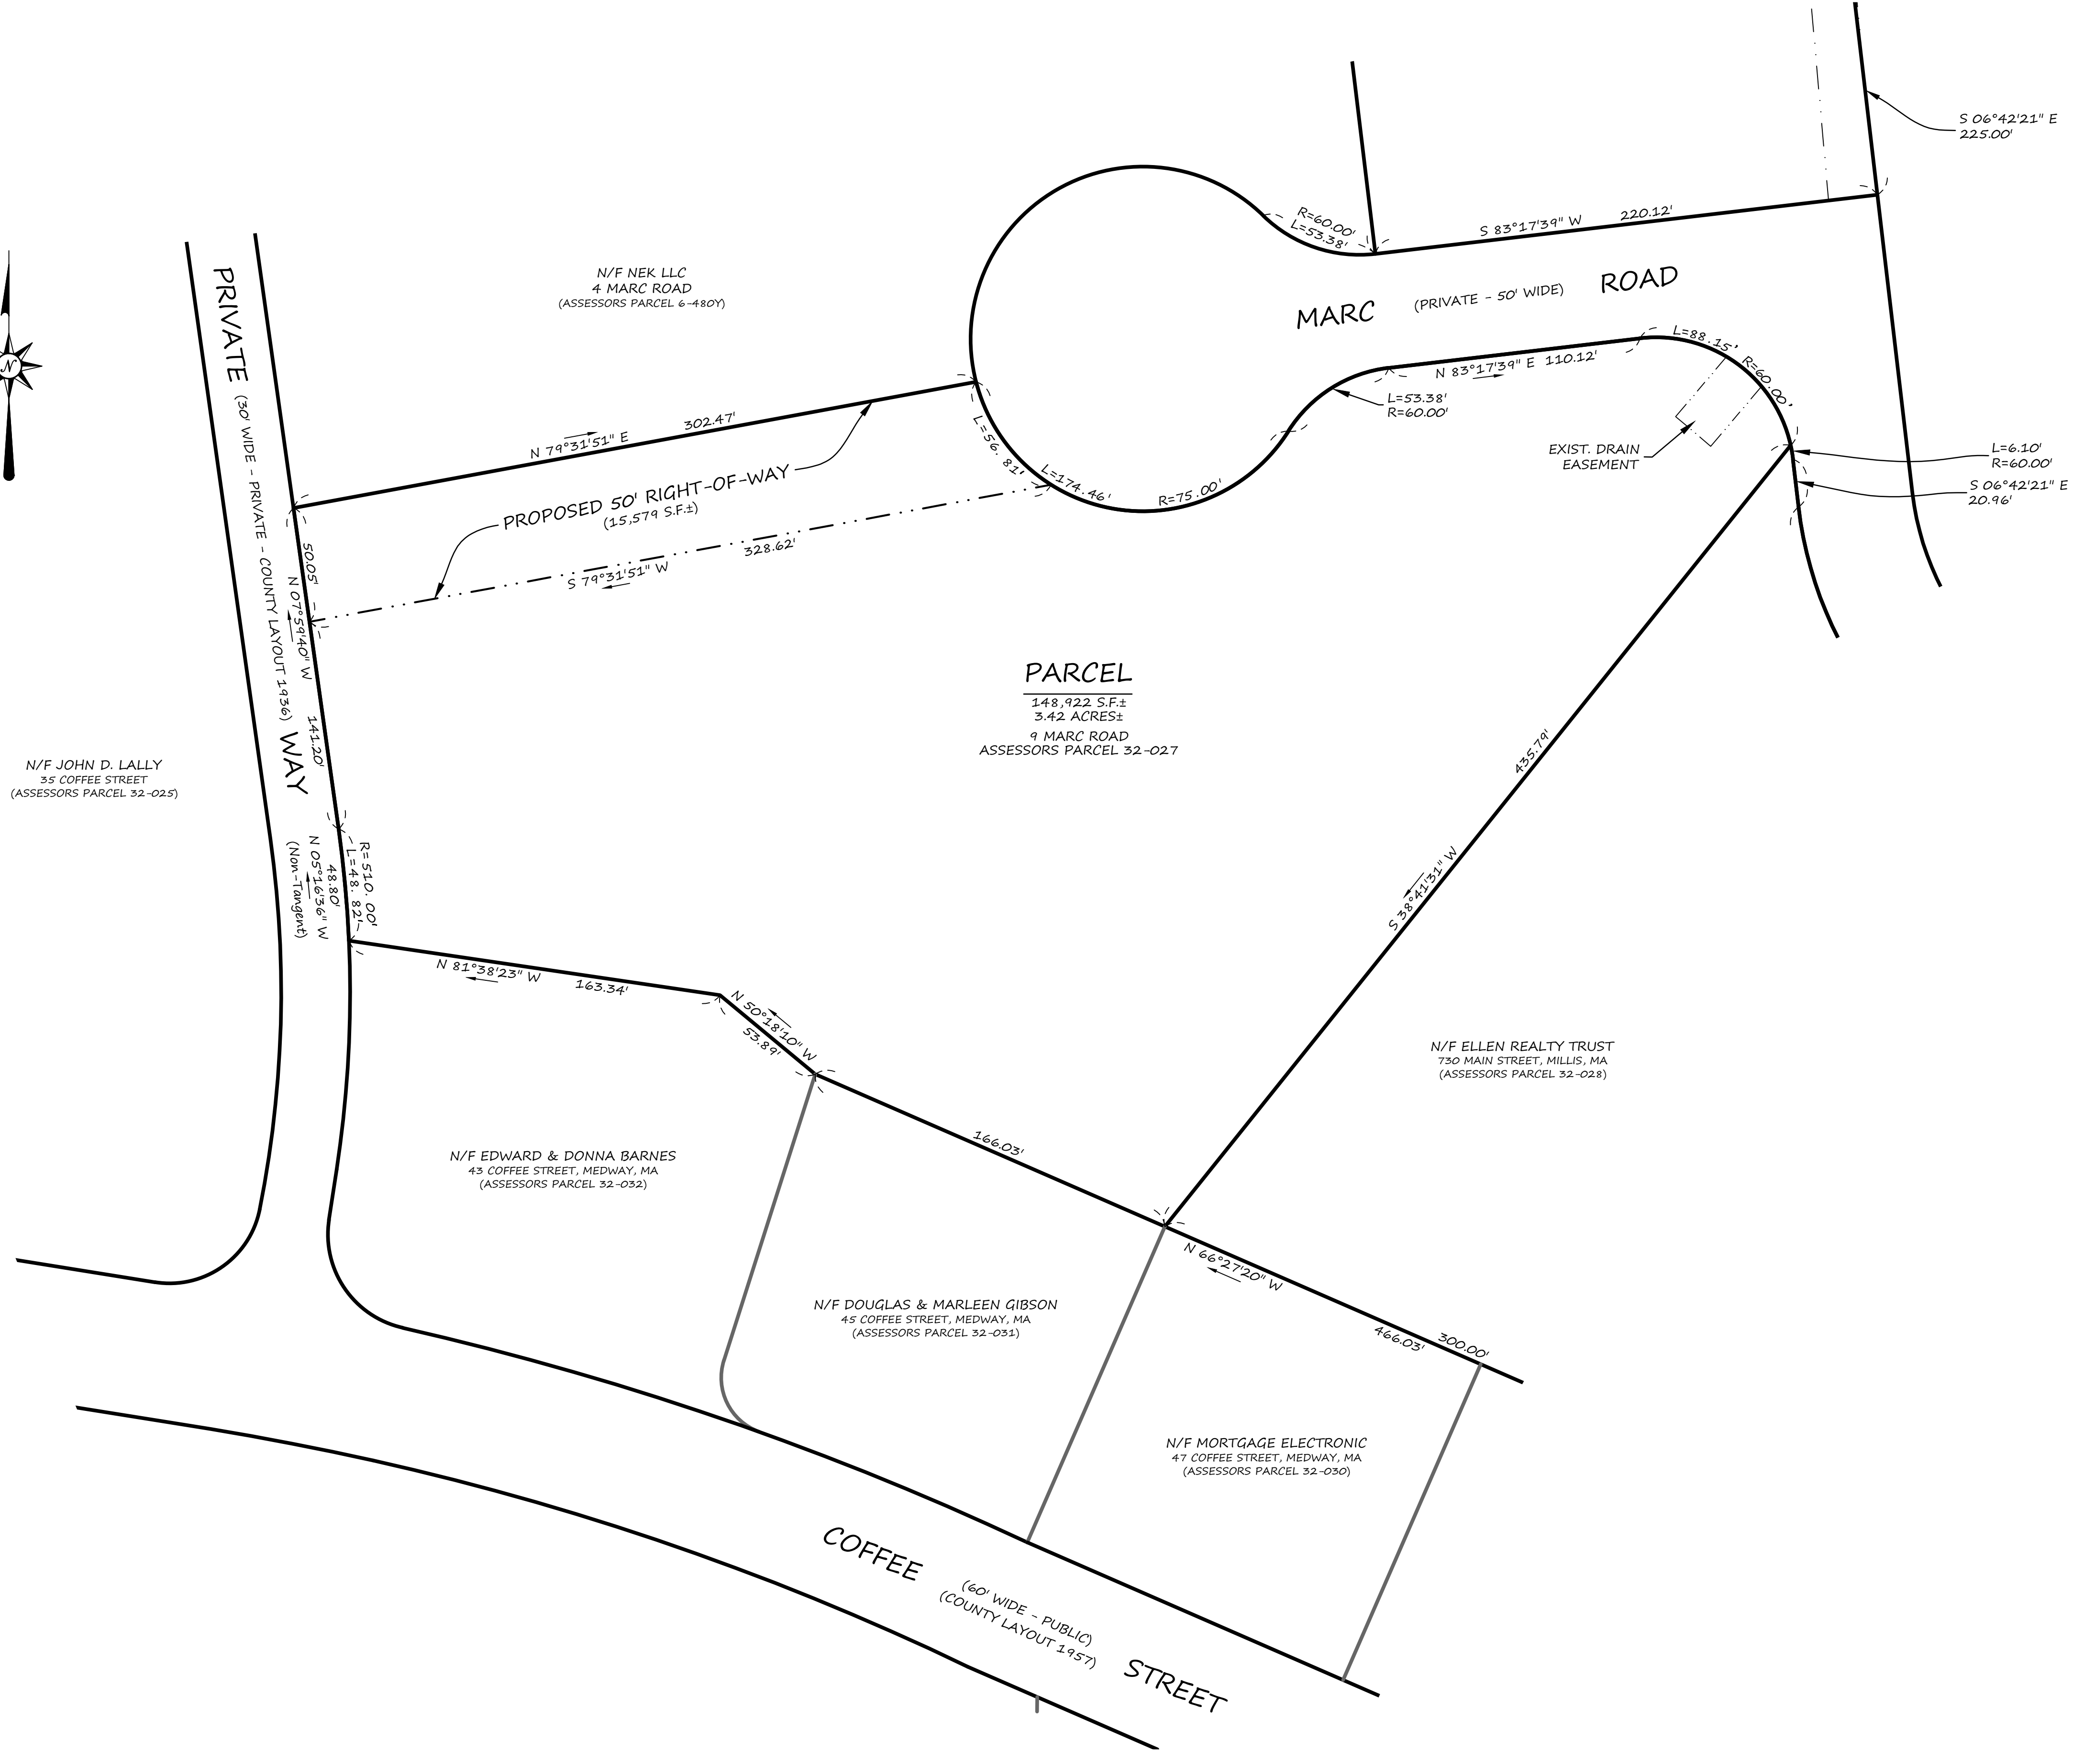 S 06°42'21" E
225.00'
R=60.00'
L=53.38'
S 83°17'39" W 220.12'
MARC (PRIVATE - 50' WIDE) ROAD
N/F NEK LLC
4 MARC ROAD
(ASSESSORS PARCEL 6-480Y)
PRIVATE (30' WIDE - PRIVATE - COUNTY LAYOUT 1936) WAY
N
N 79°31'51" E 302.47'
PROPOSED 50' RIGHT-OF-WAY
(15,579 S.F.±)
S 79°31'51" W 328.62'
L=56.81'
L=174.46' R=75.00'
L=53.38'
R=60.00'
N 83°17'39" E 110.12'
L=88.15' R=60.00'
EXIST. DRAIN
EASEMENT
L=6.10'
R=60.00'
S 06°42'21" E
20.96'
50.05'
N 07°59'40" W
141.20'
PARCEL
148,922 S.F.±
3.42 ACRES±
9 MARC ROAD
ASSESSORS PARCEL 32-027
N/F JOHN D. LALLY
35 COFFEE STREET
(ASSESSORS PARCEL 32-025)
R=510.00'
L=48.82'
48.80'
N 05°16'36" W
(Non-Tangent)
S 38°41'31" W 435.79'
N 81°38'23" W 163.34'
N 50°18'10" W
53.89'
166.03'
N/F ELLEN REALTY TRUST
730 MAIN STREET, MILLIS, MA
(ASSESSORS PARCEL 32-028)
N/F EDWARD & DONNA BARNES
43 COFFEE STREET, MEDWAY, MA
(ASSESSORS PARCEL 32-032)
N 66°27'20" W
466.03'
300.00'
N/F DOUGLAS & MARLEEN GIBSON
45 COFFEE STREET, MEDWAY, MA
(ASSESSORS PARCEL 32-031)
N/F MORTGAGE ELECTRONIC
47 COFFEE STREET, MEDWAY, MA
(ASSESSORS PARCEL 32-030)
COFFEE
(60' WIDE - PUBLIC)
(COUNTY LAYOUT 1957)
STREET